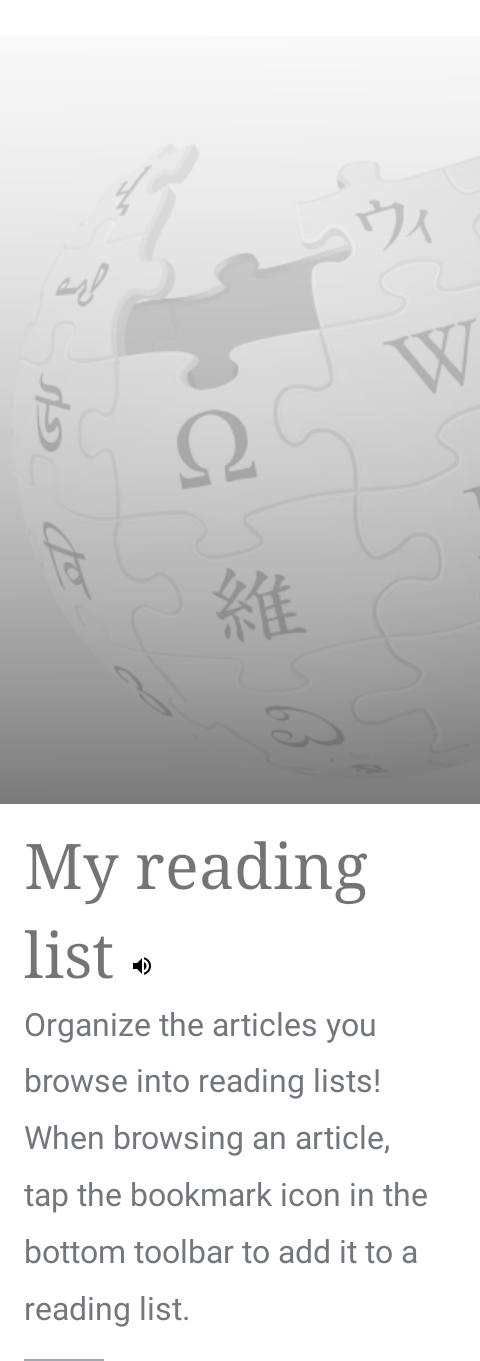 ウィ
W
Ω
維
My reading
list
Organize the articles you
browse into reading lists!
When browsing an article,
tap the bookmark icon in the
bottom toolbar to add it to a
reading list.